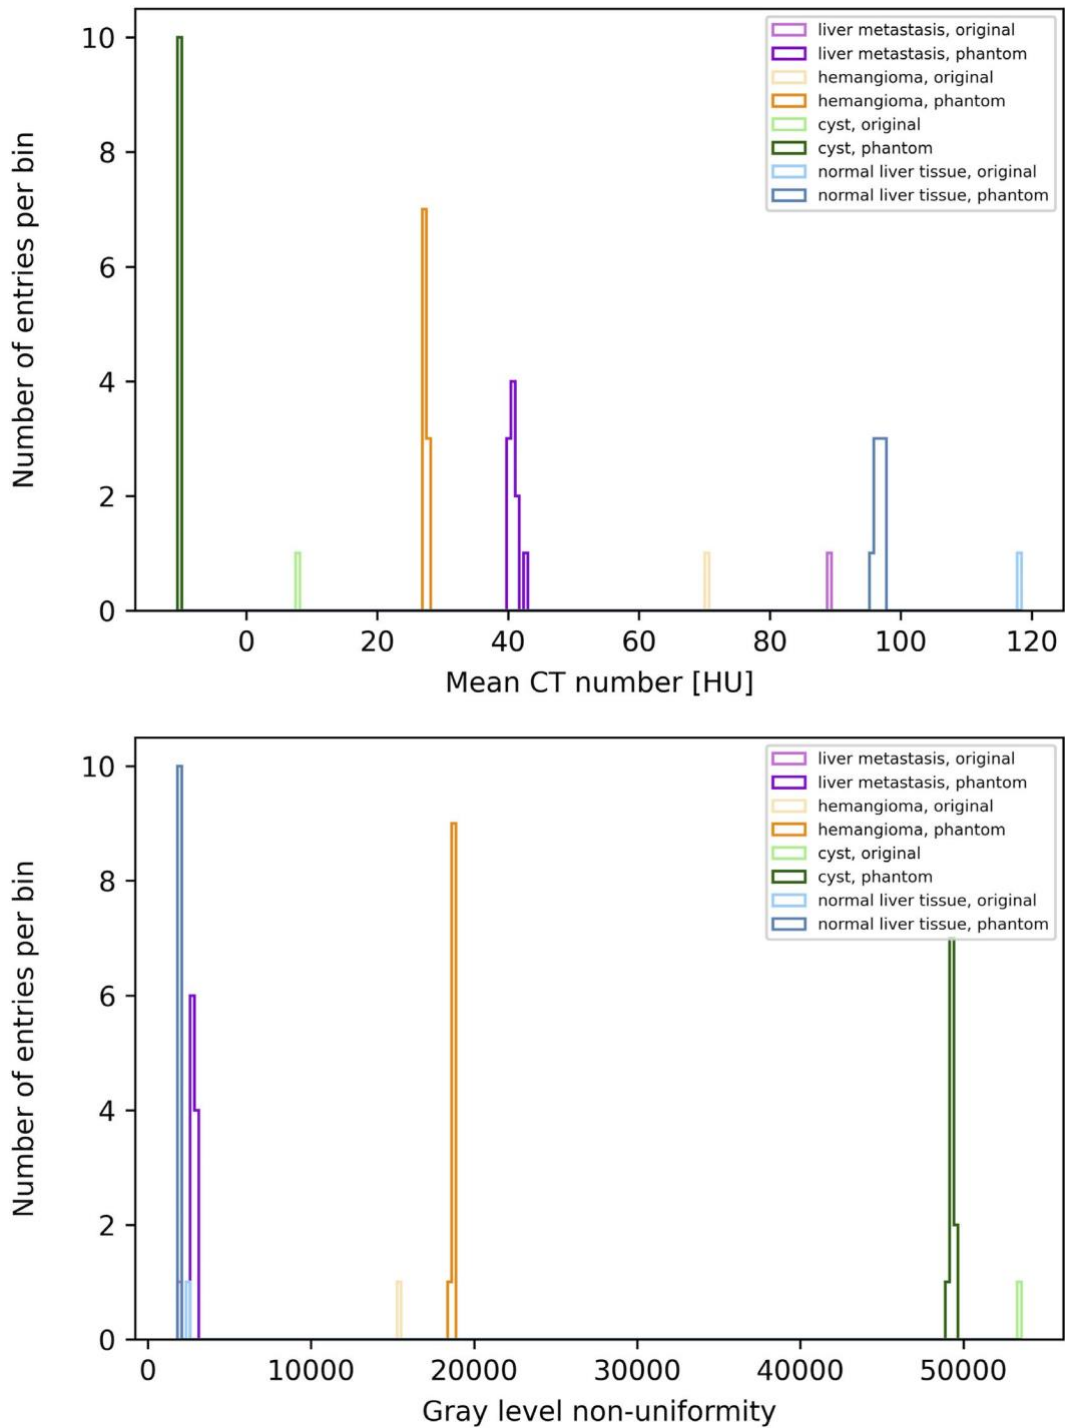 10
8
6
4
2
0
Number of entries per bin
liver metastasis, original
liver metastasis, phantom
hemangioma, original
hemangioma, phantom
cyst, original
cyst, phantom
normal liver tissue, original
normal liver tissue, phantom
0 20 40 60 80 100 120
Mean CT number [HU]
10
8
6
4
2
0
Number of entries per bin
liver metastasis, original
liver metastasis, phantom
hemangioma, original
hemangioma, phantom
cyst, original
cyst, phantom
normal liver tissue, original
normal liver tissue, phantom
0 10000 20000 30000 40000 50000
Gray level non-uniformity